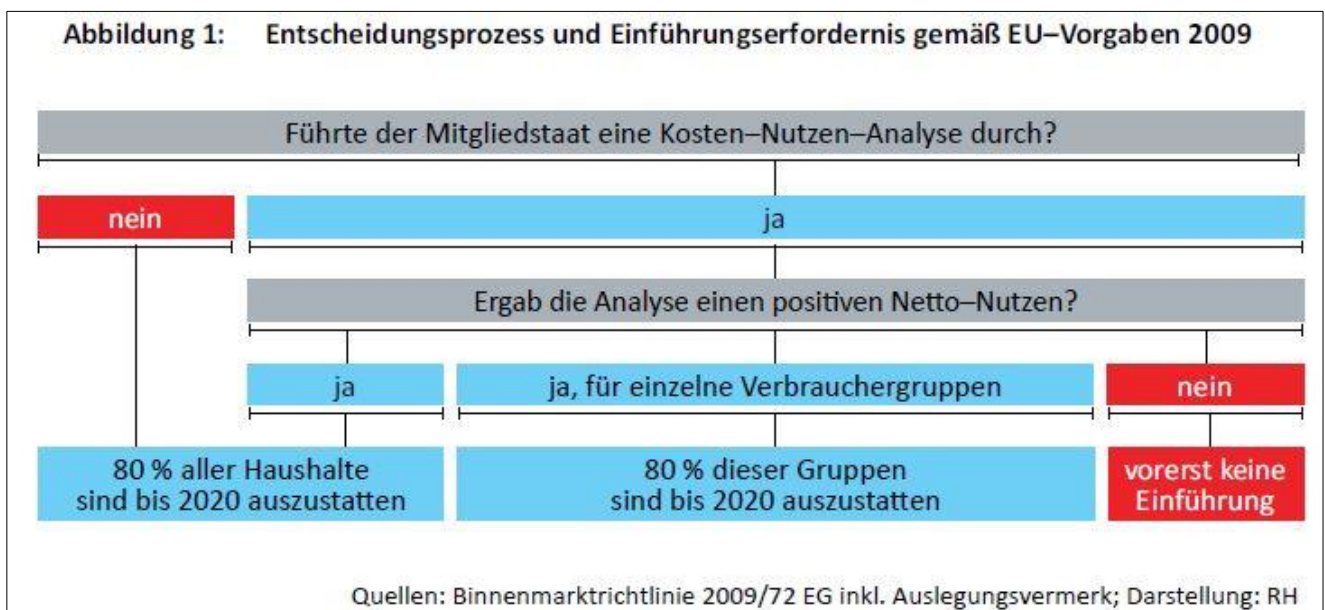 Abbildung 1: Entscheidungsprozess und Einführungserfordernis gemäß EU–Vorgaben 2009
Führte der Mitgliedstaat eine Kosten–Nutzen–Analyse durch?
nein
ja
Ergab die Analyse einen positiven Netto–Nutzen?
ja
ja, für einzelne Verbrauchergruppen
nein
80 % aller Haushalte
sind bis 2020 auszustatten
80 % dieser Gruppen
sind bis 2020 auszustatten
vorerst keine
Einführung
Quellen: Binnenmarktrichtlinie 2009/72 EG inkl. Auslegungsvermerk; Darstellung: RH